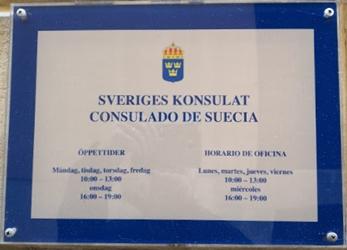 SVERIGES KONSULAT
CONSULADO DE SUECIA
ÖPPETTIDER
Måndag, tisdag, torsdag, fredag
10:00 – 13:00
onsdag
16:00 – 19:00
HORARIO DE OFICINA
Lunes, martes, jueves, viernes
10:00 – 13:00
miércoles
16:00 – 19:00